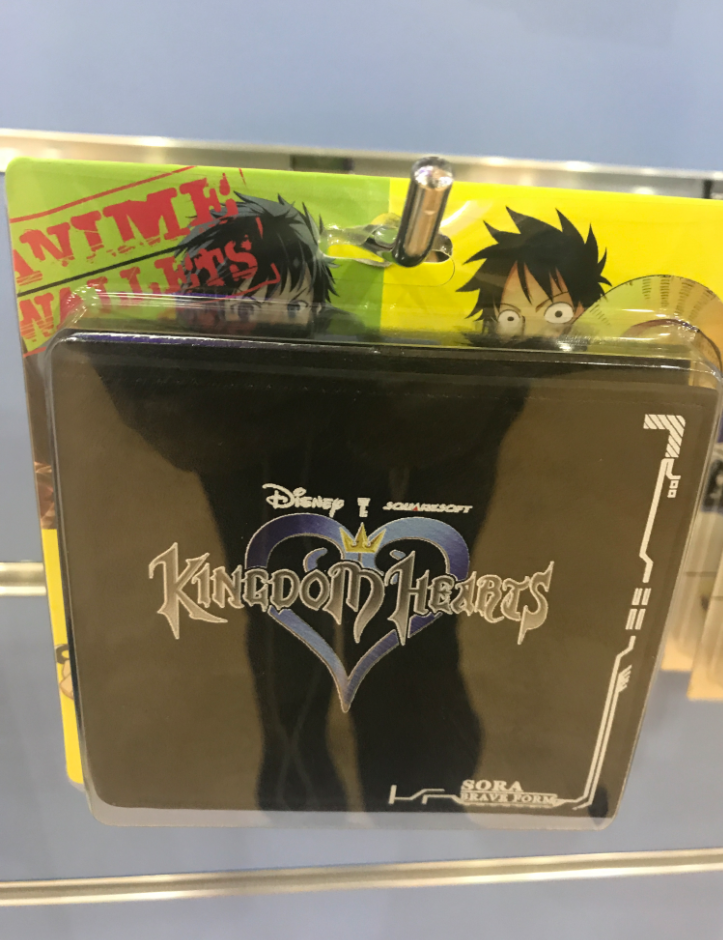 ANIME
WALLETS
Disney
SQUARESOFT
KINGDOM HEARTS
SORA
BRAVE FORM